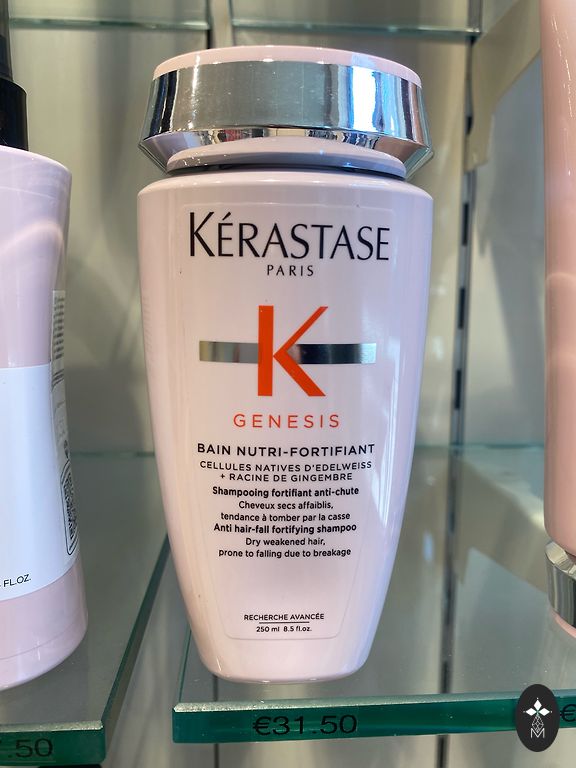 KÉRASTASE
PARIS
K
GENESIS
BAIN NUTRI-FORTIFIANT
CELLULES NATIVES D'EDELWEISS
+ RACINE DE GINGEMBRE
Shampooing fortifiant anti-chute
Cheveux secs affaiblis,
tendance à tomber par la casse
Anti hair-fall fortifying shampoo
Dry weakened hair,
prone to falling due to breakage
RECHERCHE AVANCÉE
250 ml 8.5 fl.oz.
FL.OZ.
.50
€31.50
€